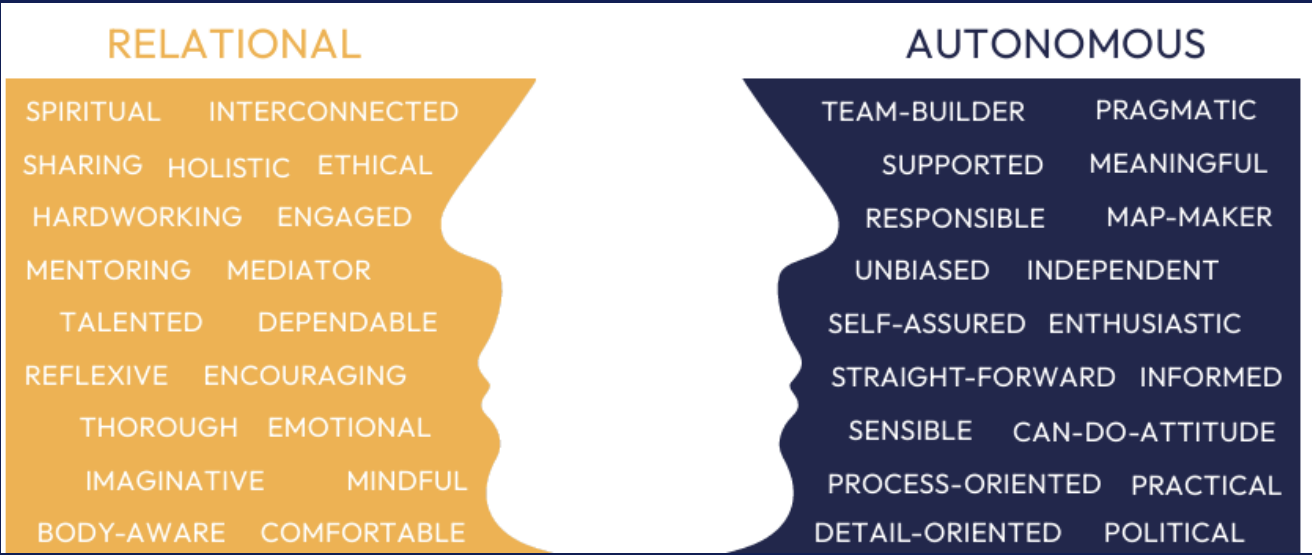 RELATIONAL
SPIRITUAL INTERCONNECTED
SHARING HOLISTIC ETHICAL
HARDWORKING ENGAGED
MENTORING MEDIATOR
TALENTED DEPENDABLE
REFLEXIVE ENCOURAGING
THOROUGH EMOTIONAL
IMAGINATIVE MINDFUL
BODY-AWARE COMFORTABLE
AUTONOMOUS
TEAM-BUILDER PRAGMATIC
SUPPORTED MEANINGFUL
RESPONSIBLE MAP-MAKER
UNBIASED INDEPENDENT
SELF-ASSURED ENTHUSIASTIC
STRAIGHT-FORWARD INFORMED
SENSIBLE CAN-DO-ATTITUDE
PROCESS-ORIENTED PRACTICAL
DETAIL-ORIENTED POLITICAL